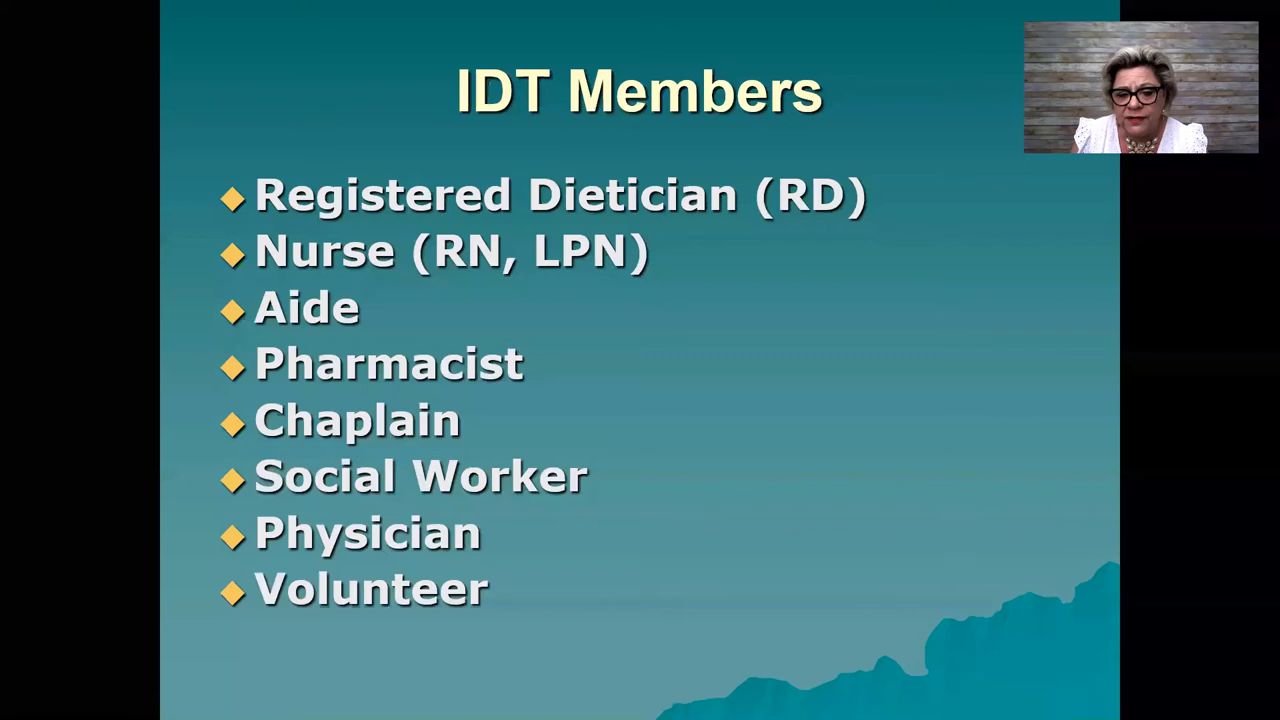 IDT Members
Registered Dietician (RD)
Nurse (RN, LPN)
Aide
Pharmacist
Chaplain
Social Worker
Physician
Volunteer